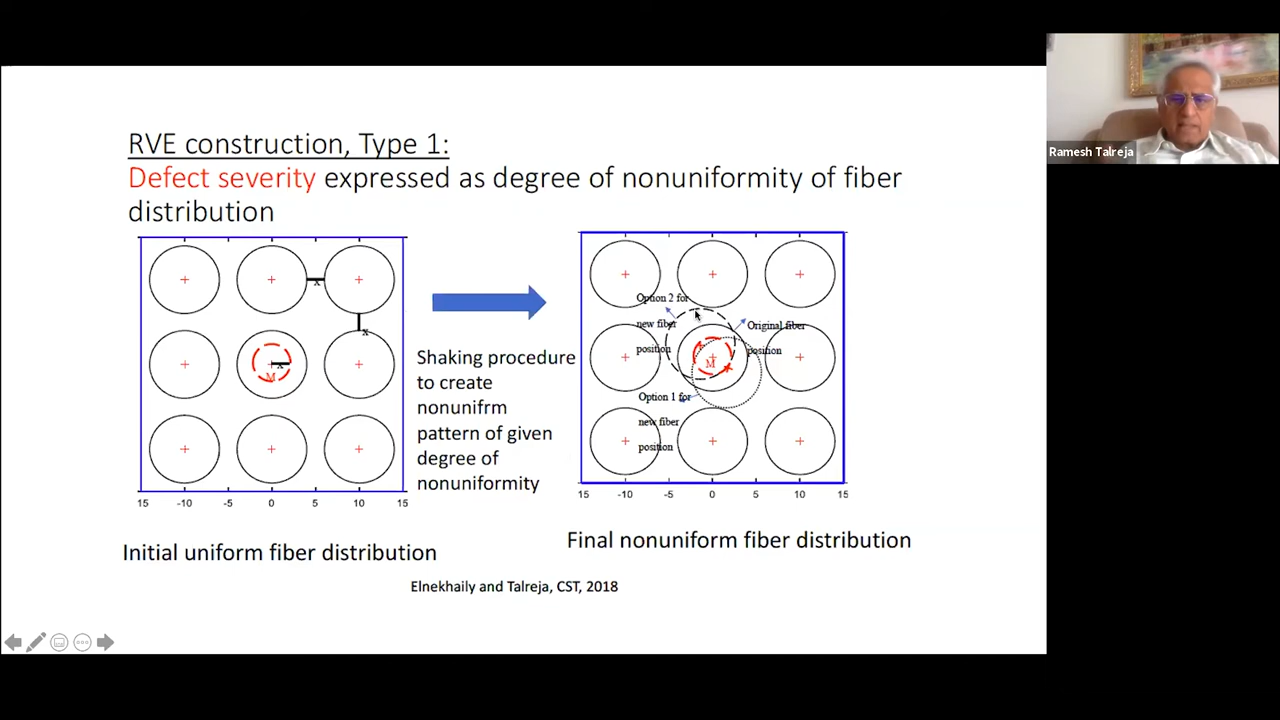 Ramesh Talreja
RVE construction, Type 1:
Defect severity expressed as degree of nonuniformity of fiber
distribution
x
x
x
M
15 -10 -5 0 5 10 15
Initial uniform fiber distribution
Shaking procedure
to create
nonunifrm
pattern of given
degree of
nonuniformity
Option 2 for
new fiber
position
Original fiber
position
M
Option 1 for
new fiber
position
15 -10 -5 0 5 10 15
Final nonuniform fiber distribution
Elnekhaily and Talreja, CST, 2018